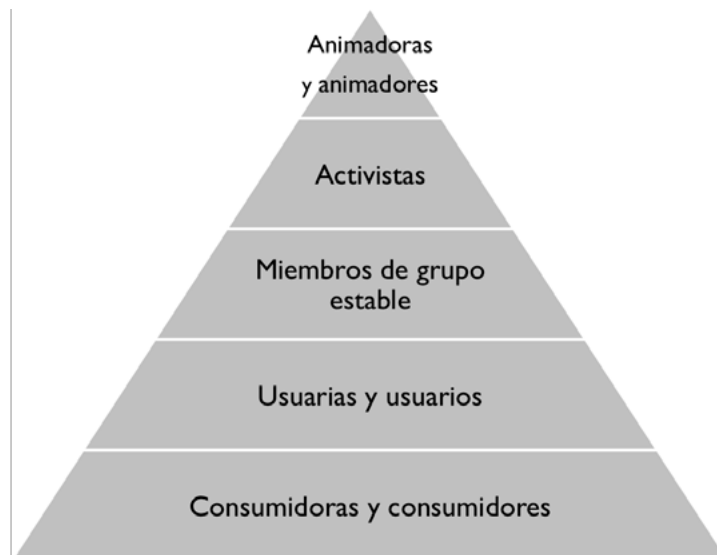 Animadoras
y animadores
Activistas
Miembros de grupo
estable
Usuarias y usuarios
Consumidoras y consumidores